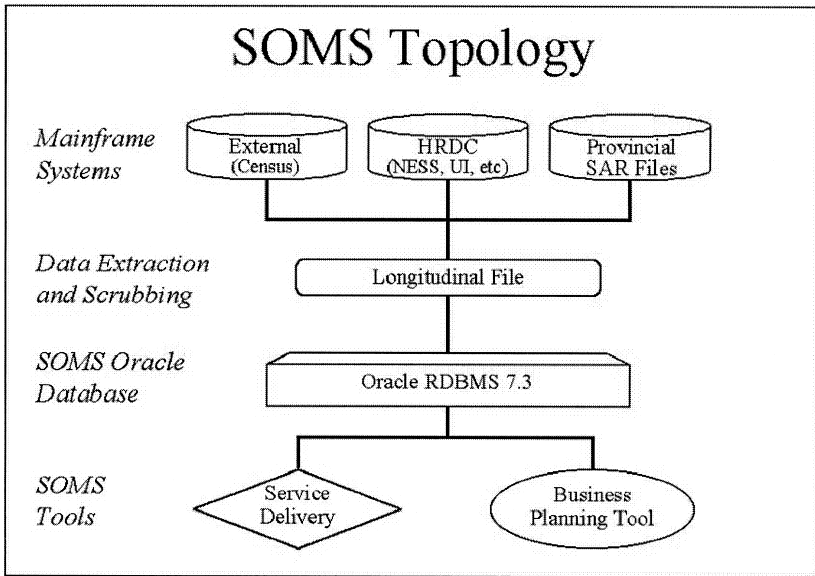 SOMS Topology
Mainframe
Systems
External
(Census)
HRDC
(NESS, UI, etc)
Provincial
SAR Files
Data Extraction
and Scrubbing
Longitudinal File
SOMS Oracle
Database
Oracle RDBMS 7.3
SOMS
Tools
Service
Delivery
Business
Planning Tool